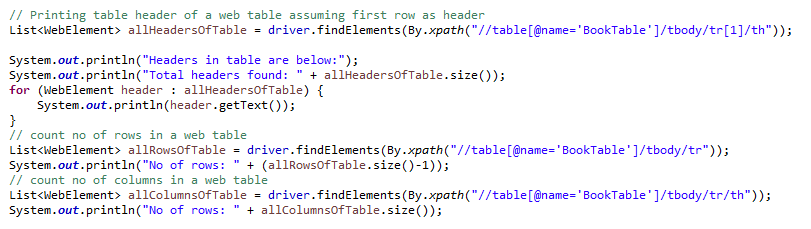 // Printing table header of a web table assuming first row as header
List<WebElement> allHeadersOfTable = driver.findElements(By.xpath("//table[@name='BookTable']/tbody/tr[1]/th"));
System.out.println("Headers in table are below:");
System.out.println("Total headers found: " + allHeadersOfTable.size());
for (WebElement header : allHeadersOfTable) {
    System.out.println(header.getText());
}
// count no of rows in a web table
List<WebElement> allRowsOfTable = driver.findElements(By.xpath("//table[@name='BookTable']/tbody/tr"));
System.out.println("No of rows: " + (allRowsOfTable.size()-1));
// count no of columns in a web table
List<WebElement> allColumnsOfTable = driver.findElements(By.xpath("//table[@name='BookTable']/tbody/tr/th"));
System.out.println("No of rows: " + allColumnsOfTable.size());